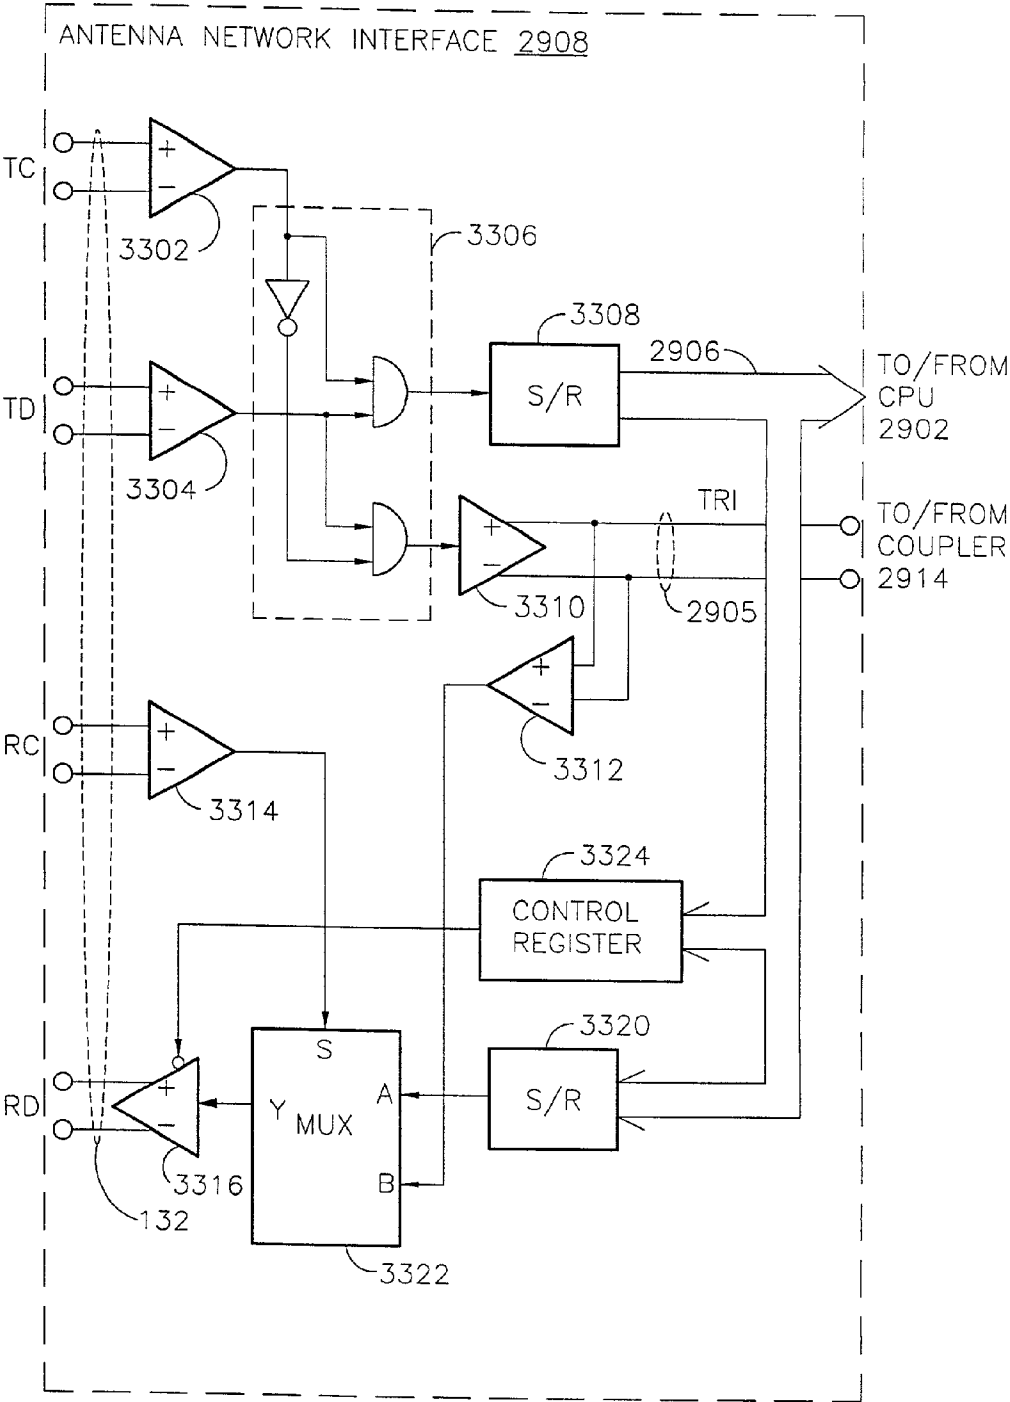 ANTENNA NETWORK INTERFACE 2908
TC
+
−
3302
3306
3308
2906
TO/FROM
CPU
2902
S/R
TD
+
−
3304
TRI
TO/FROM
COUPLER
2914
+
−
3310
2905
+
−
3312
RC
+
−
3314
3324
CONTROL
REGISTER
3320
S/R
S
A
Y
MUX
B
RD
+
−
3316
132
3322